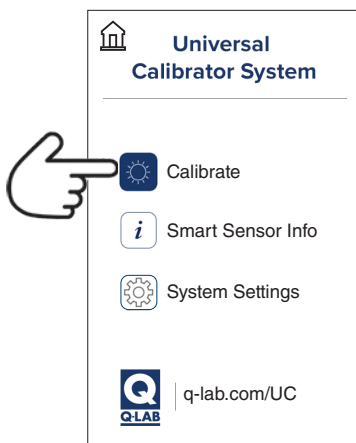 Universal
Calibrator System
Calibrate
i Smart Sensor Info
System Settings
Q
Q-LAB
q-lab.com/UC